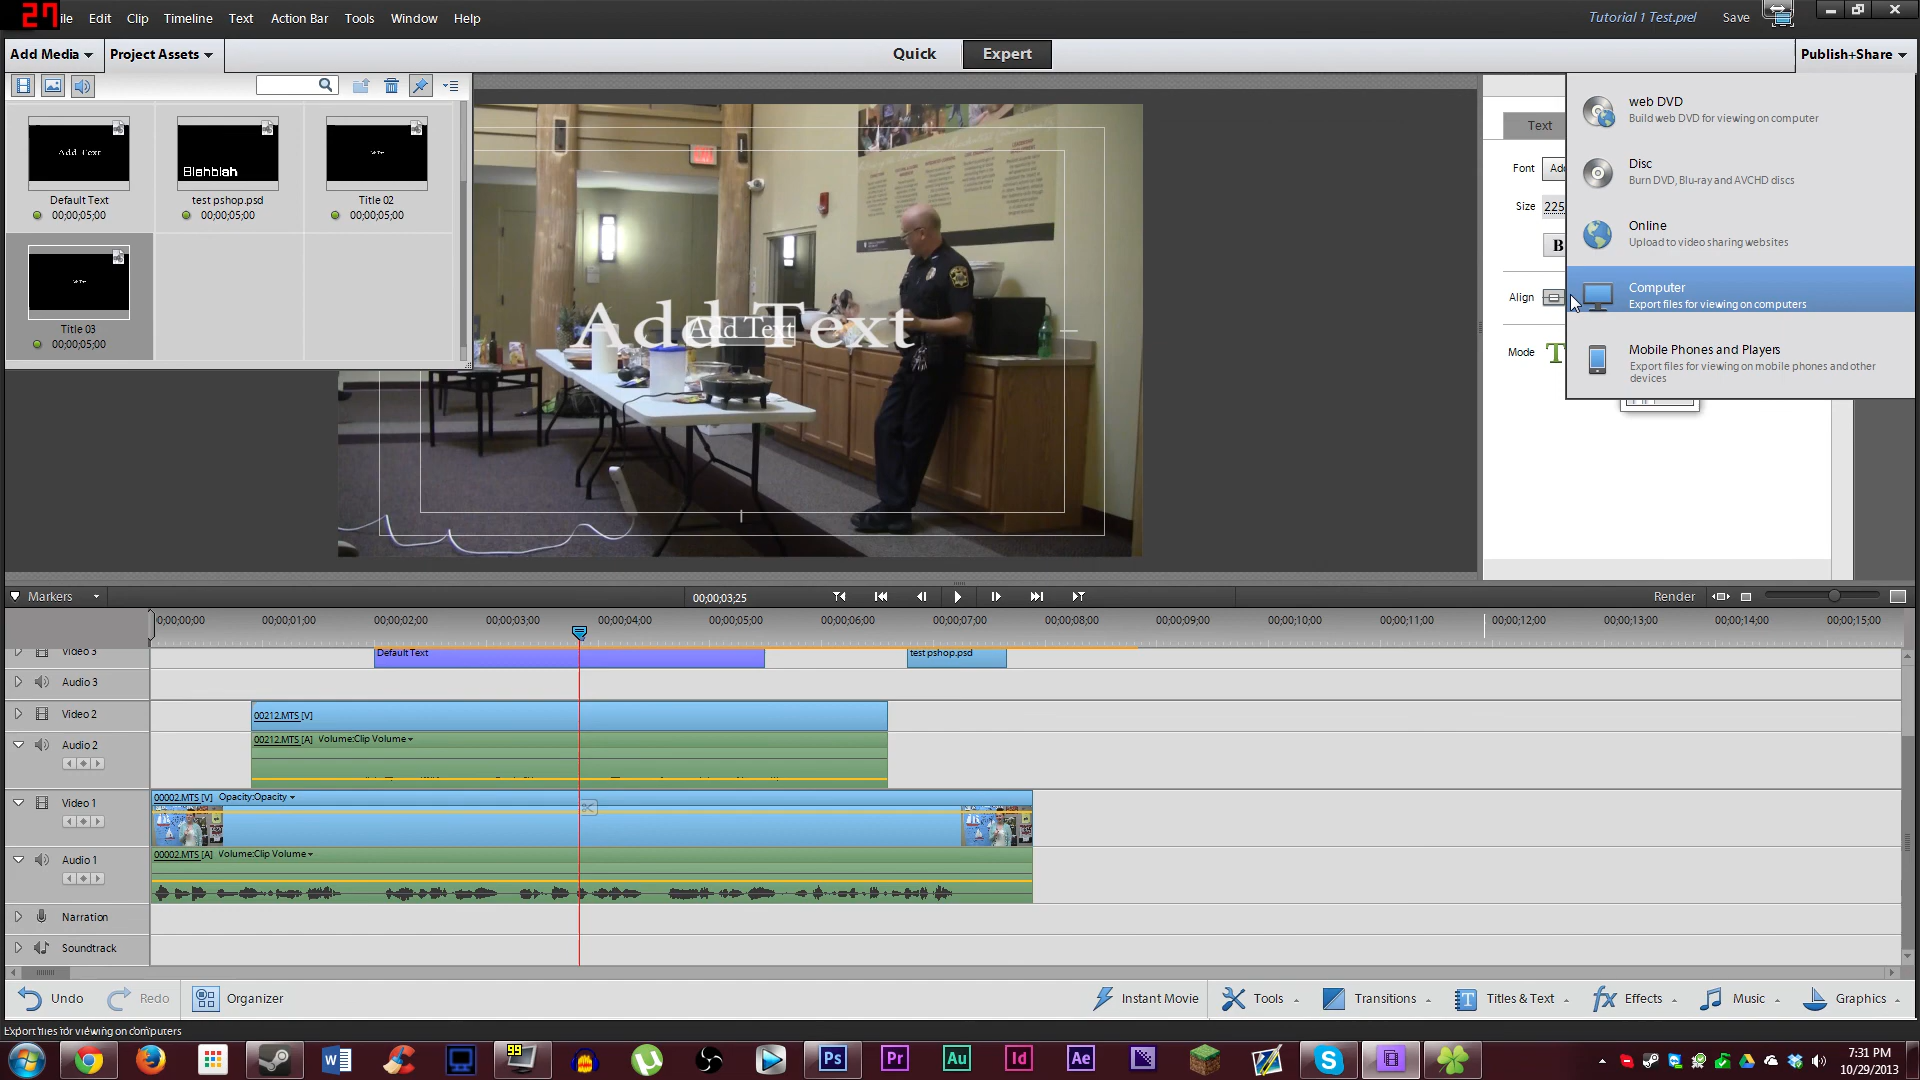 27
ile Edit Clip Timeline Text Action Bar Tools Window Help
Tutorial 1 Test.prel Save
Add Media Project Assets Quick Expert Publish+Share
Add Text
Default Text
00;00;05;00
Blahblah
test pshop.psd
00;00;05;00
Title 02
00;00;05;00
Title 03
00;00;05;00
Add Text
Add Text
Text
Font Add
Size 225
B
Align
Mode T
web DVD
Build web DVD for viewing on computer
Disc
Burn DVD, Blu-ray and AVCHD discs
Online
Upload to video sharing websites
Computer
Export files for viewing on computers
Mobile Phones and Players
Export files for viewing on mobile phones and other
devices
Markers 00;00;03;25 Render
00;00;00;00 00;00;01;00 00;00;02;00 00;00;03;00 00;00;04;00 00;00;05;00 00;00;06;00 00;00;07;00 00;00;08;00 00;00;09;00 00;00;10;00 00;00;11;00 00;00;12;00 00;00;13;00 00;00;14;00 00;00;15;00
Video 3 Default Text test pshop.psd
Audio 3
Video 2 00212.MTS [V]
Audio 2 00212.MTS [A] Volume:Clip Volume
Video 1 00002.MTS [V] Opacity:Opacity
Audio 1 00002.MTS [A] Volume:Clip Volume
Narration
Soundtrack
Undo Redo Organizer Instant Movie Tools Transitions Titles & Text fx Effects Music Graphics
Export files for viewing on computers
99 Ps Pr Au Id Ae
7:31 PM
10/29/2013